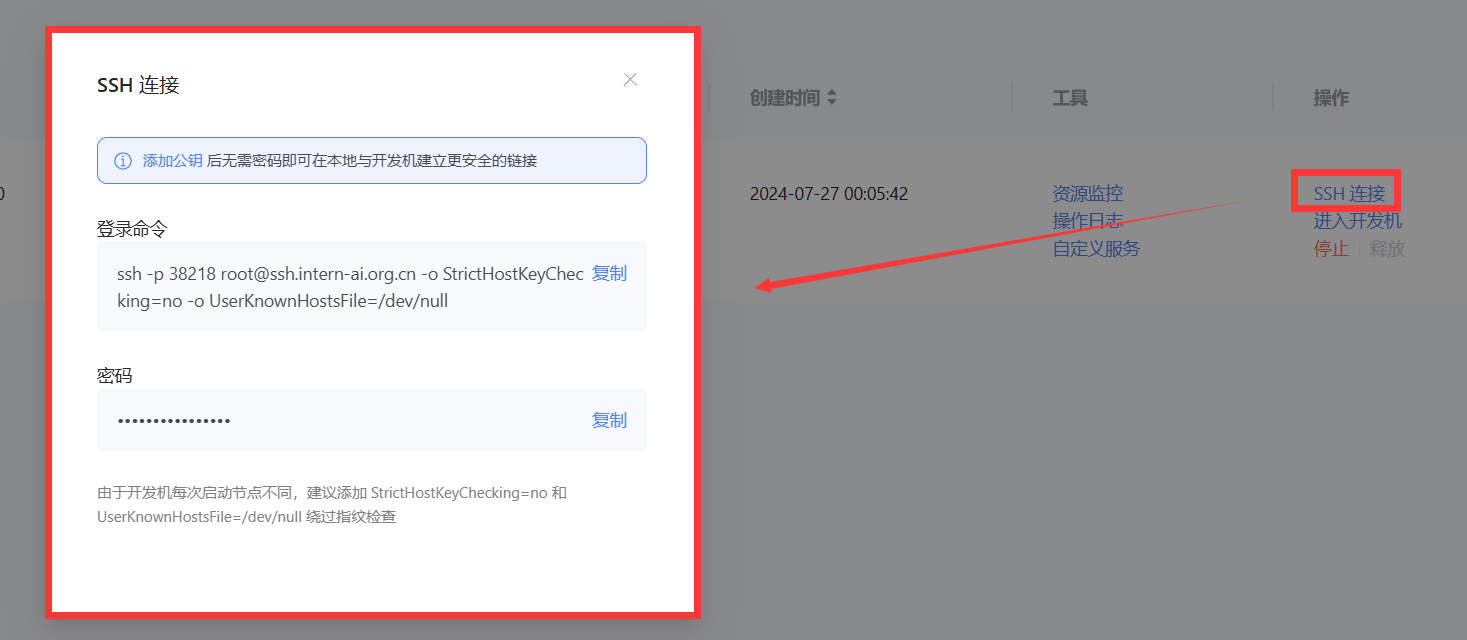 SSH 连接
添加公钥 后无需密码即可在本地与开发机建立更安全的链接
登录命令
ssh -p 38218 root@ssh.intern-ai.org.cn -o StrictHostKeyChec
king=no -o UserKnownHostsFile=/dev/null
复制
密码
••••••••••••••••
复制
由于开发机每次启动节点不同，建议添加 StrictHostKeyChecking=no 和
UserKnownHostsFile=/dev/null 绕过指纹检查
创建时间
工具
操作
0
2024-07-27 00:05:42
资源监控
操作日志
自定义服务
SSH 连接
进入开发机
停止
释放